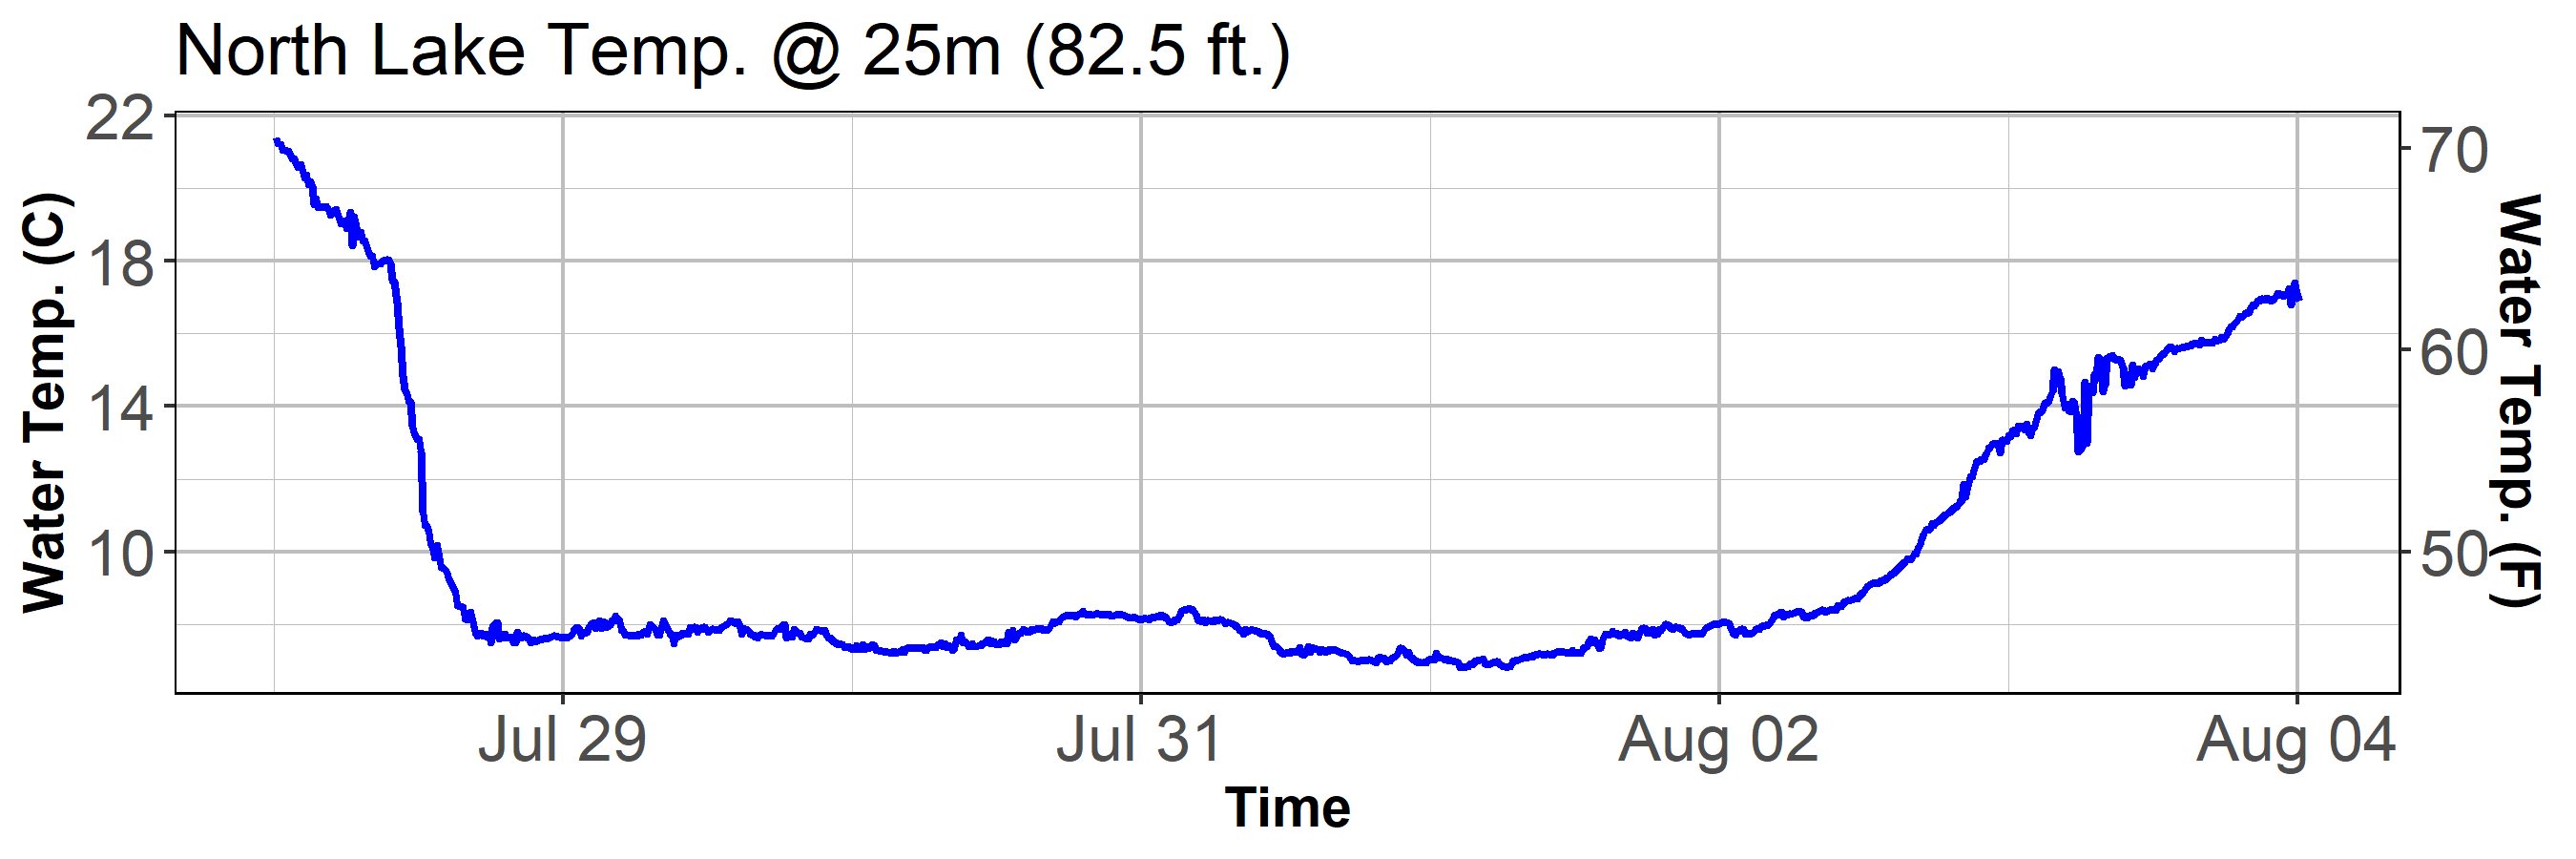 North Lake Temp. @ 25m (82.5 ft.)
22
18
14
10
Water Temp. (C)
70
60
50
Water Temp. (F)
Jul 29 Jul 31 Aug 02 Aug 04
Time